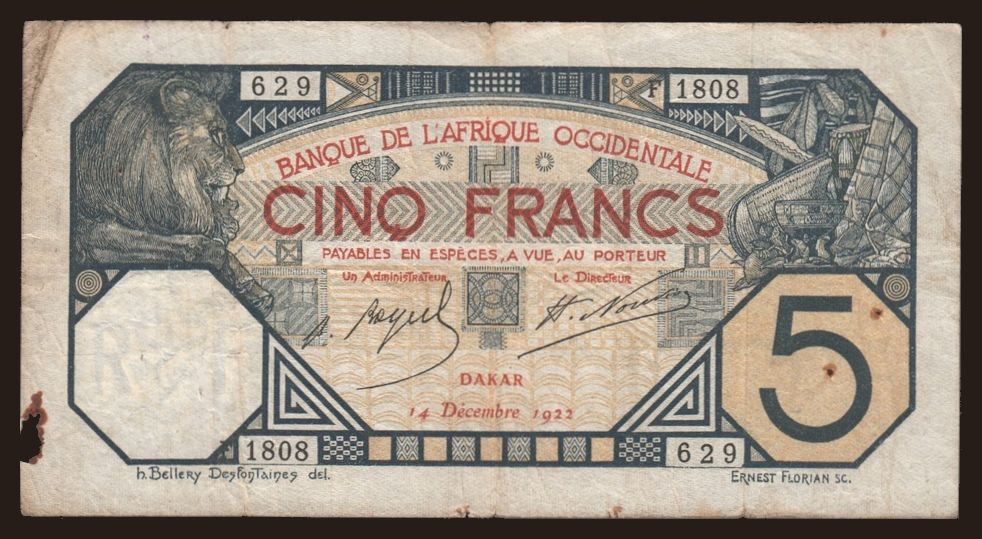 629
F 1808
BANQUE DE L'AFRIQUE OCCIDENTALE
CINQ FRANCS
PAYABLES EN ESPÈCES, A VUE, AU PORTEUR
Un Administrateur
Le Directeur
5
DAKAR
14 Décembre 1922
F 1808
629
h. Bellery Desfontaines del.
ERNEST FLORIAN SC.